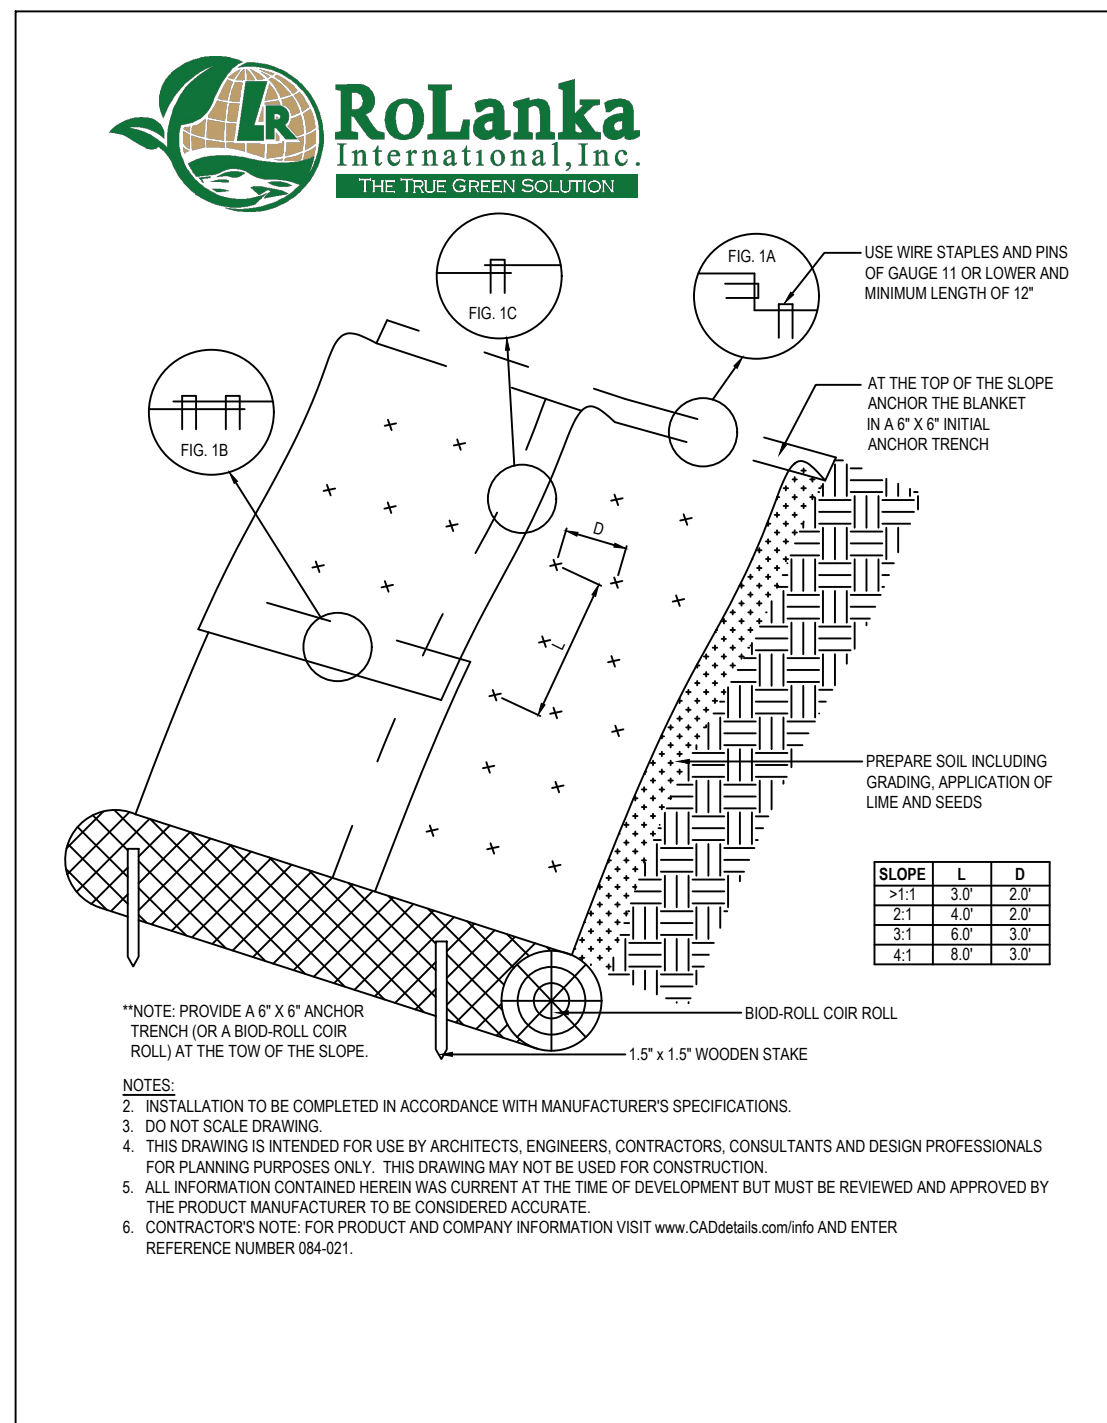 LR
RoLanka
International, Inc.
THE TRUE GREEN SOLUTION
FIG. 1A
USE WIRE STAPLES AND PINS
OF GAUGE 11 OR LOWER AND
MINIMUM LENGTH OF 12"
FIG. 1C
FIG. 1B
AT THE TOP OF THE SLOPE
ANCHOR THE BLANKET
IN A 6" X 6" INITIAL
ANCHOR TRENCH
D
L
PREPARE SOIL INCLUDING
GRADING, APPLICATION OF
LIME AND SEEDS
SLOPE L D
>1:1 3.0' 2.0'
2:1 4.0' 2.0'
3:1 6.0' 3.0'
4:1 8.0' 3.0'
BIOD-ROLL COIR ROLL
1.5" x 1.5" WOODEN STAKE
**NOTE: PROVIDE A 6" X 6" ANCHOR
TRENCH (OR A BIOD-ROLL COIR
ROLL) AT THE TOW OF THE SLOPE.
NOTES:
2. INSTALLATION TO BE COMPLETED IN ACCORDANCE WITH MANUFACTURER'S SPECIFICATIONS.
3. DO NOT SCALE DRAWING.
4. THIS DRAWING IS INTENDED FOR USE BY ARCHITECTS, ENGINEERS, CONTRACTORS, CONSULTANTS AND DESIGN PROFESSIONALS
FOR PLANNING PURPOSES ONLY. THIS DRAWING MAY NOT BE USED FOR CONSTRUCTION.
5. ALL INFORMATION CONTAINED HEREIN WAS CURRENT AT THE TIME OF DEVELOPMENT BUT MUST BE REVIEWED AND APPROVED BY
THE PRODUCT MANUFACTURER TO BE CONSIDERED ACCURATE.
6. CONTRACTOR'S NOTE: FOR PRODUCT AND COMPANY INFORMATION VISIT www.CADdetails.com/info AND ENTER
REFERENCE NUMBER 084-021.